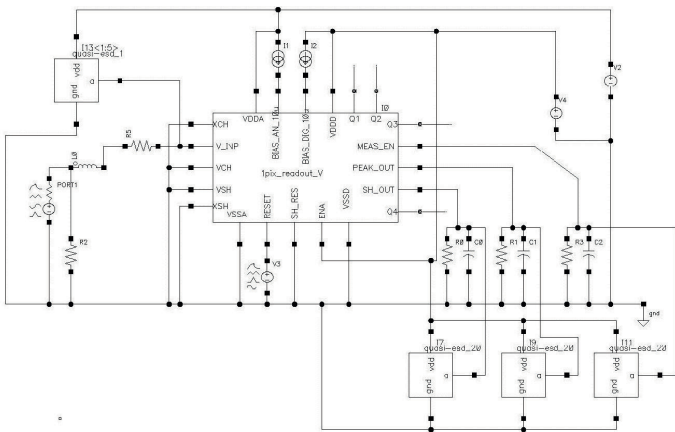 I13<1:5>
quasi-esd_1
vdd
a
gnd
I1
I2
V2
V4
VDDA
BIAS_AN_10u
BIAS_DIG_10u
VDDD
Q1
Q2
I0
XCH
Q3
V_INP
MEAS_EN
VCH
PEAK_OUT
1pix_readout_V
VSH
SH_OUT
XSH
Q4
VSSA
RESET
SH_RES
ENA
VSSD
R5
L0
PORT1
R2
V3
R0
C0
R1
C1
R3
C2
gnd
I7
quasi-esd_20
vdd
a
gnd
I9
quasi-esd_20
vdd
a
gnd
I11
quasi-esd_20
vdd
a
gnd